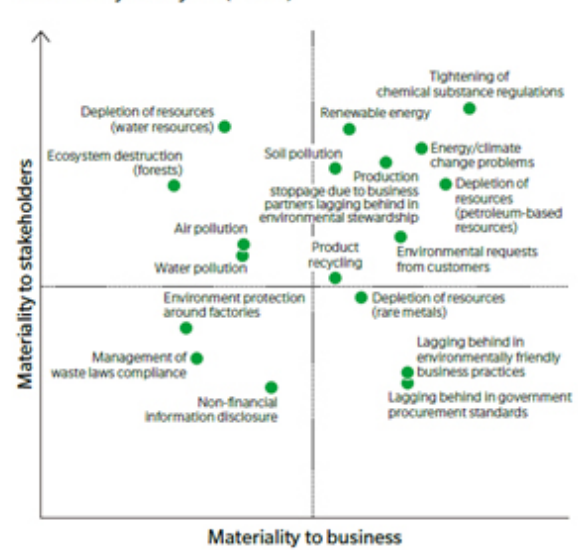 Tightening of
chemical substance regulations
Depletion of resources
(water resources)
Renewable energy
Ecosystem destruction
(forests)
Soil pollution
Energy/climate
change problems
Production
stoppage due to business
partners lagging behind in
environmental stewardship
Depletion of
resources
(petroleum-based
resources)
Air pollution
Water pollution
Product
recycling
Environmental requests
from customers
Materiality to stakeholders
Environment protection
around factories
Depletion of resources
(rare metals)
Management of
waste laws compliance
Lagging behind in
environmentally friendly
business practices
Non-financial
information disclosure
Lagging behind in government
procurement standards
Materiality to business